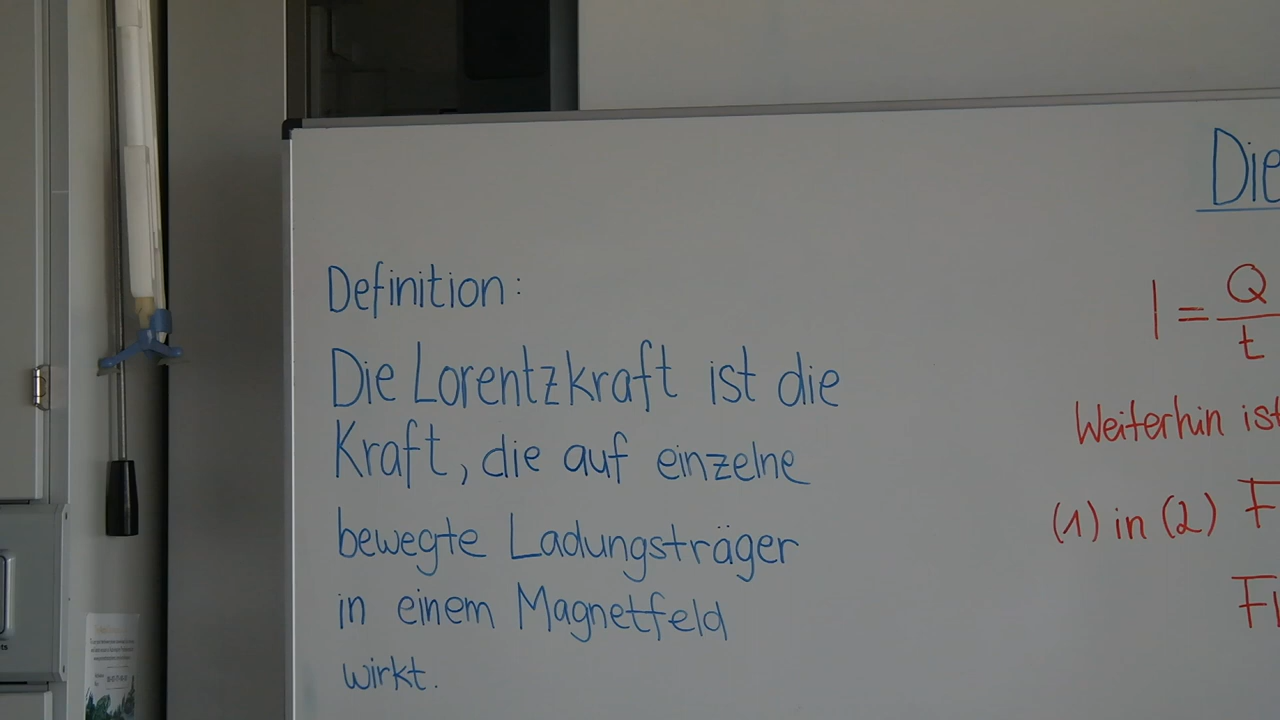 Die
Definition:
I = Q
t
Die Lorentzkraft ist die
Weiterhin ist
Kraft, die auf einzelne
(1) in (2) F
bewegte Ladungsträger
in einem Magnetfeld
wirkt.